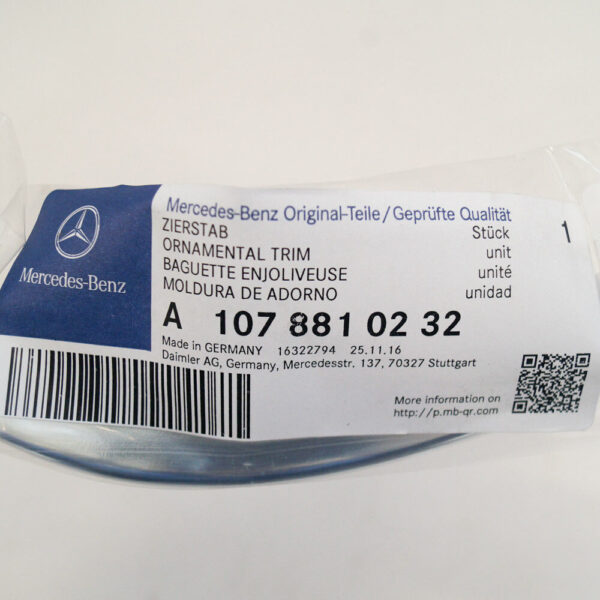 Mercedes-Benz
Mercedes-Benz Original-Teile/Geprüfte Qualität
ZIERSTAB Stück 1
ORNAMENTAL TRIM unit
BAGUETTE ENJOLIVEUSE unité
MOLDURA DE ADORNO unidad
A 107 881 02 32
Made in GERMANY 16322794 25.11.16
Daimler AG, Germany, Mercedesstr. 137, 70327 Stuttgart
More information on
http://p.mb-qr.com